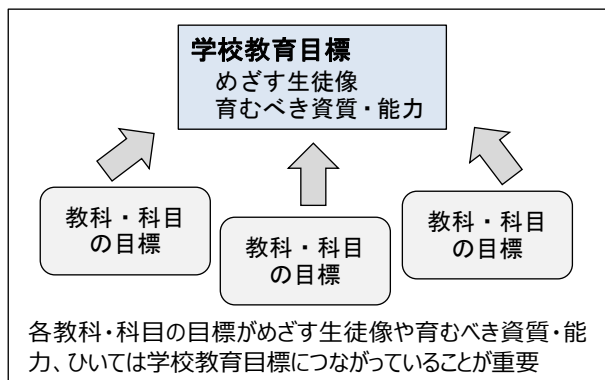 学校教育目標
めざす生徒像
育むべき資質・能力
教科・科目
の目標
教科・科目
の目標
教科・科目
の目標
各教科・科目の目標がめざす生徒像や育むべき資質・能
力、ひいては学校教育目標につながっていることが重要